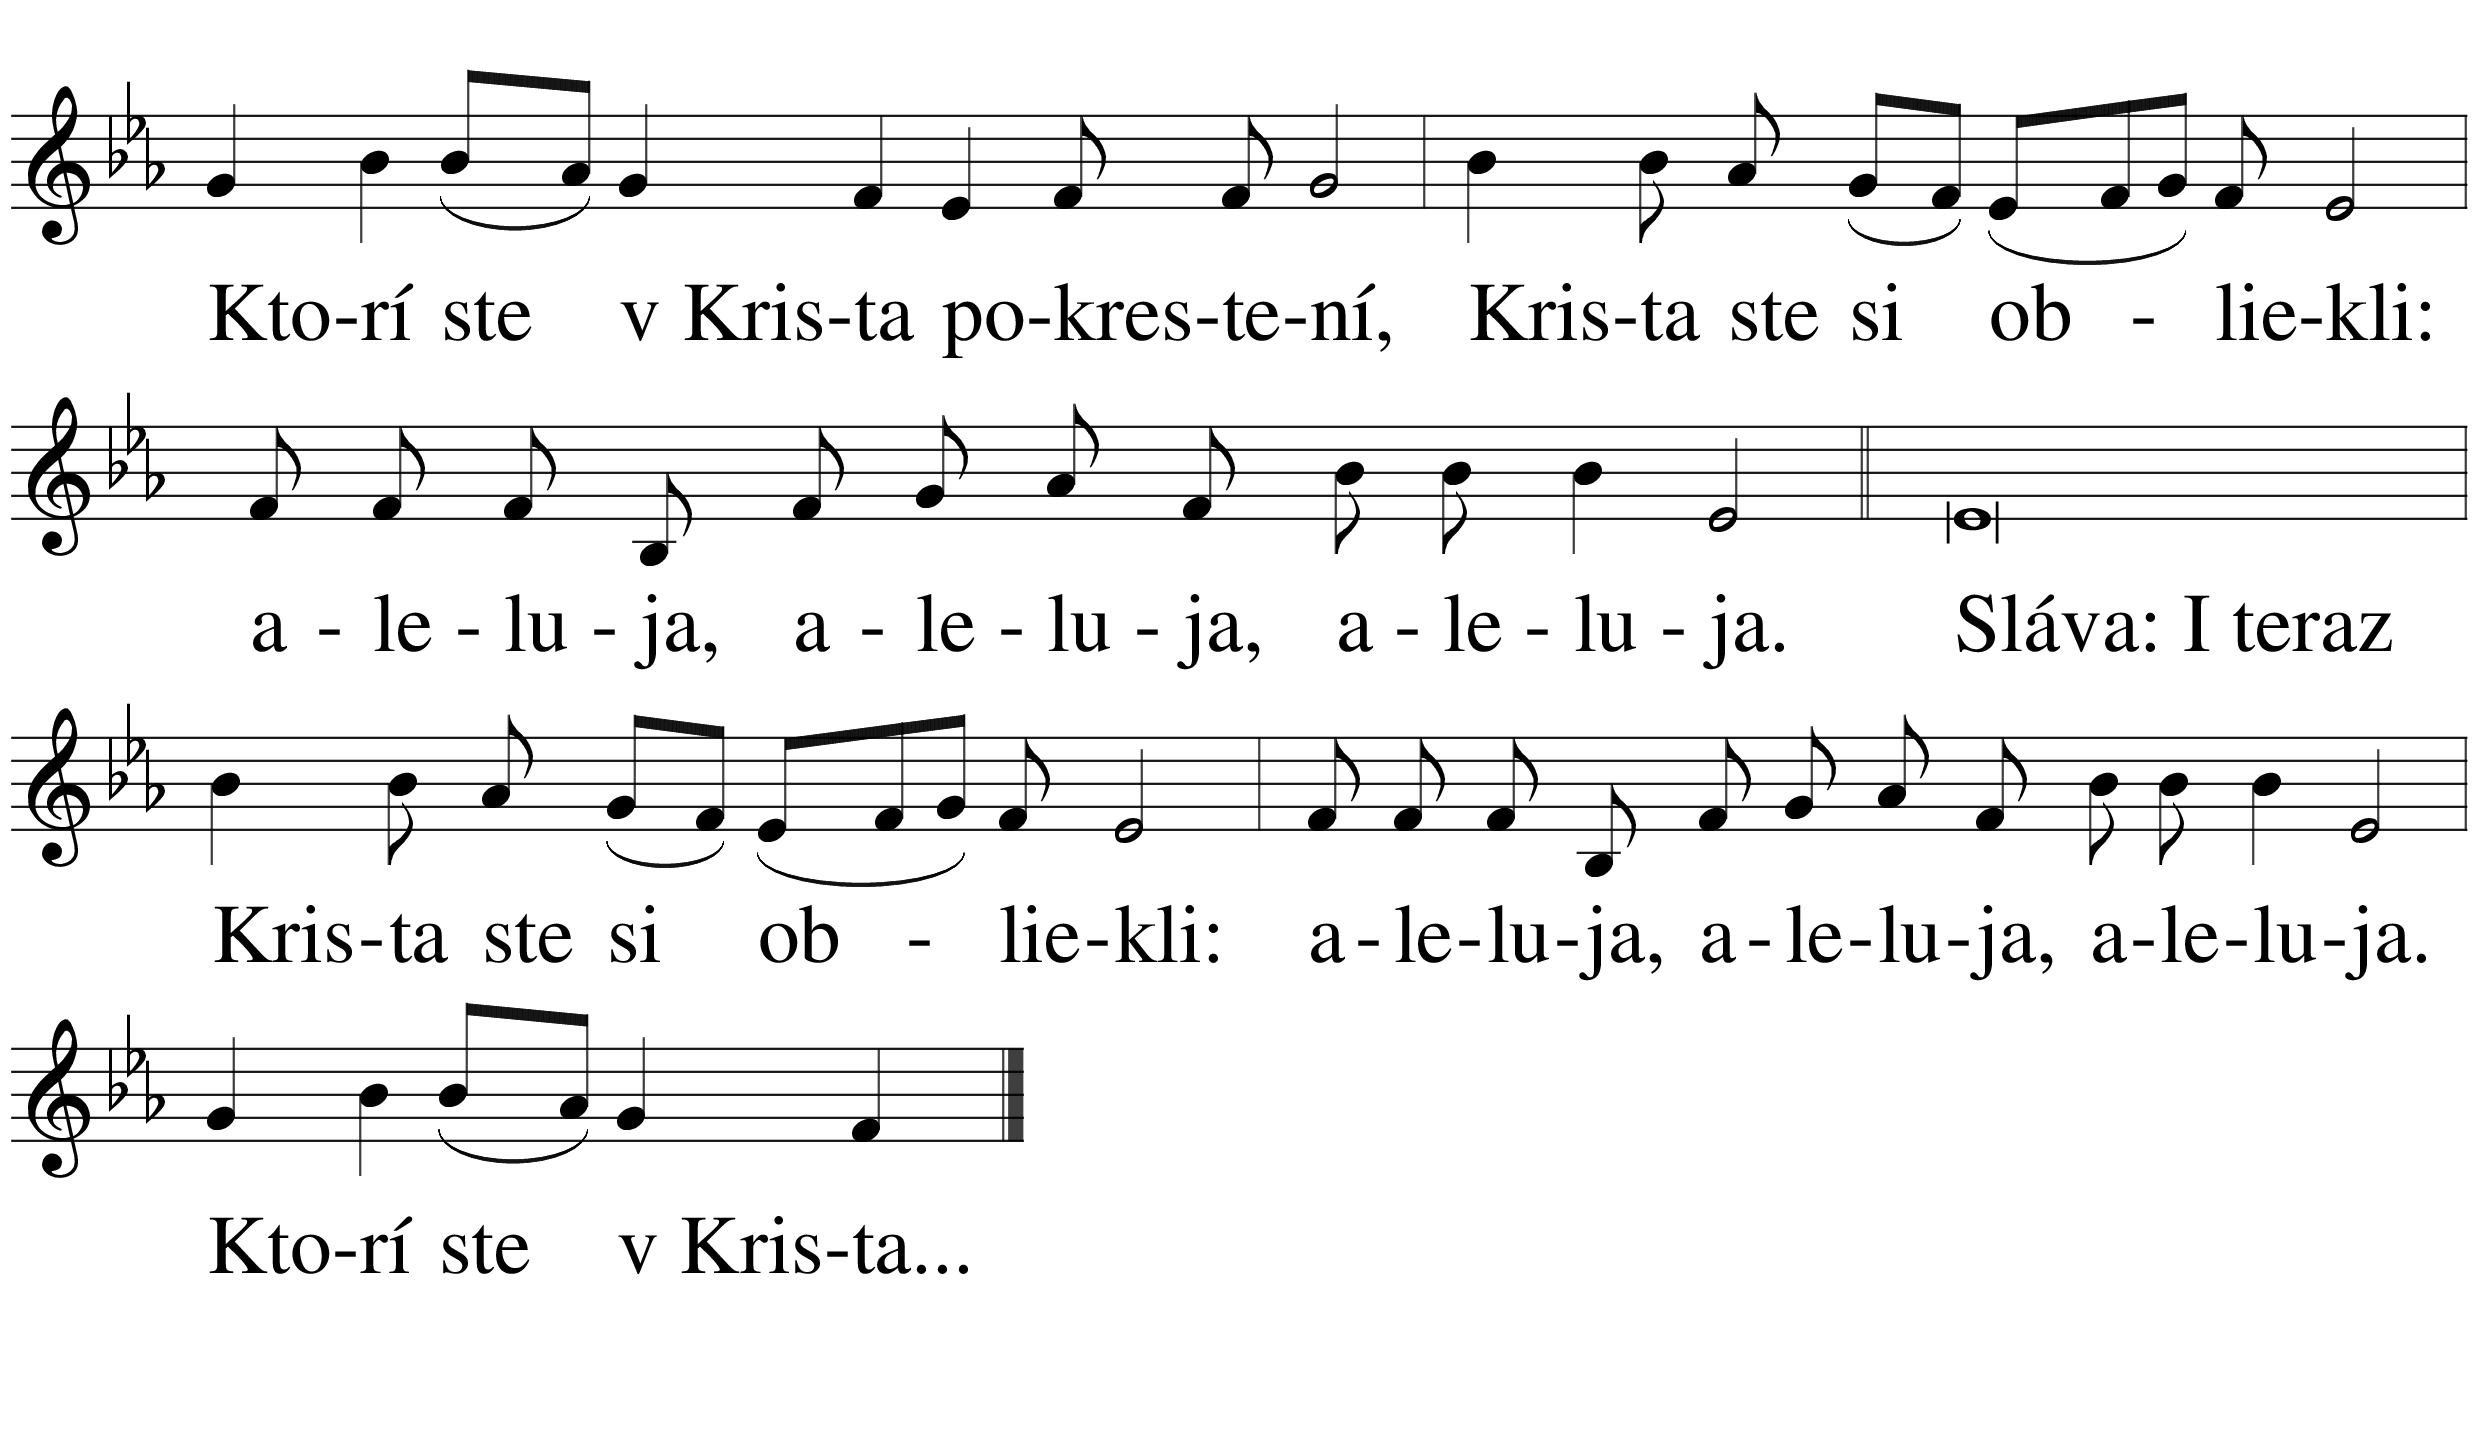 Kto-rí ste v Kris-ta po-kres-te-ní, Kris-ta ste si ob - lie-kli:
a - le - lu - ja, a - le - lu - ja, a - le - lu - ja. Sláva: I teraz
Kris-ta ste si ob - lie-kli: a-le-lu-ja, a-le-lu-ja, a-le-lu-ja.
Kto-rí ste v Kris-ta...